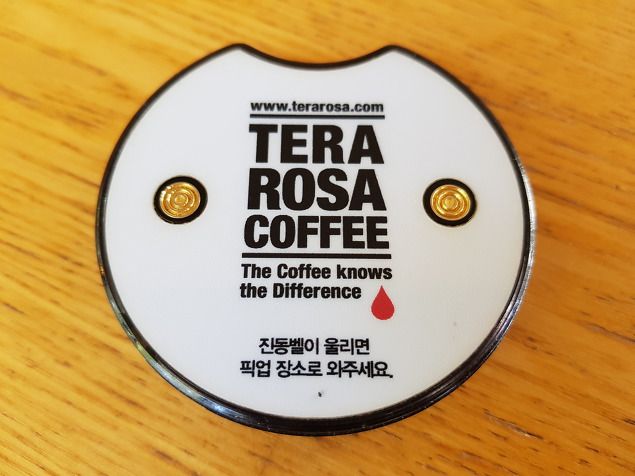 www.terarosa.com
TERA
ROSA
COFFEE
The Coffee knows
the Difference
진동벨이 울리면
픽업 장소로 와주세요.